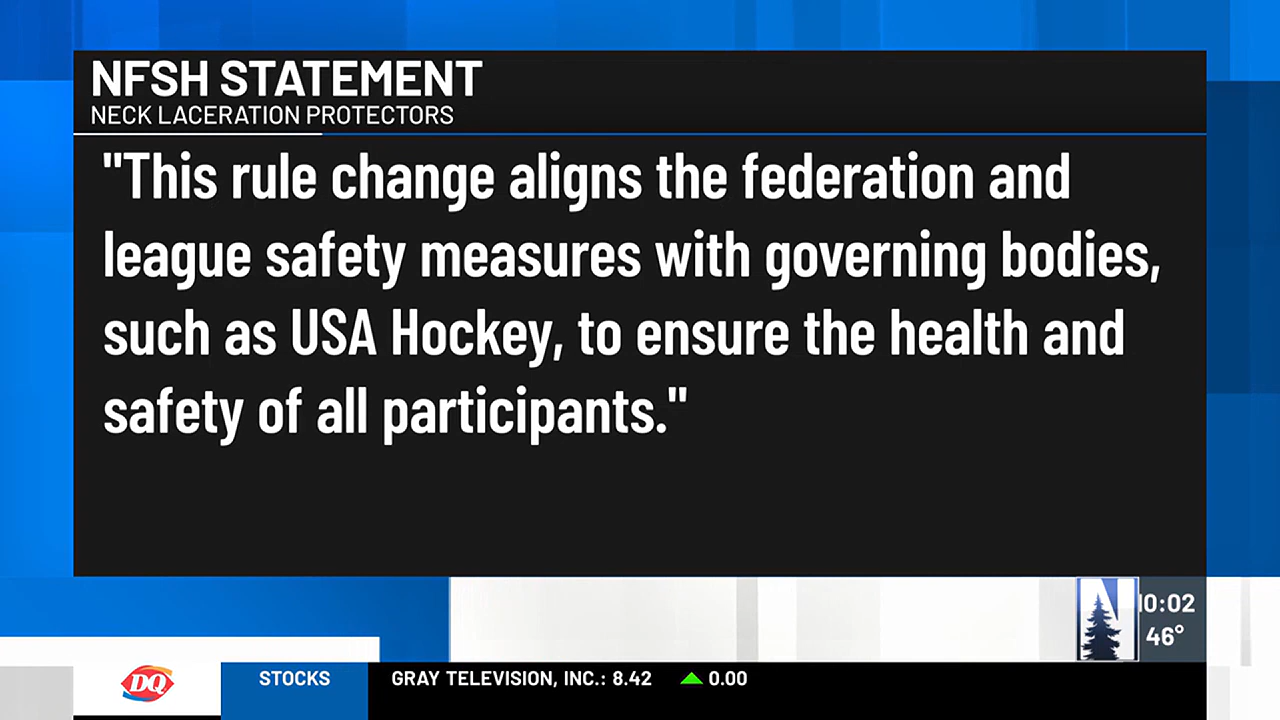 NFSH STATEMENT
NECK LACERATION PROTECTORS
"This rule change aligns the federation and
league safety measures with governing bodies,
such as USA Hockey, to ensure the health and
safety of all participants."
N
10:02
46°
DQ
STOCKS
GRAY TELEVISION, INC.: 8.42 0.00